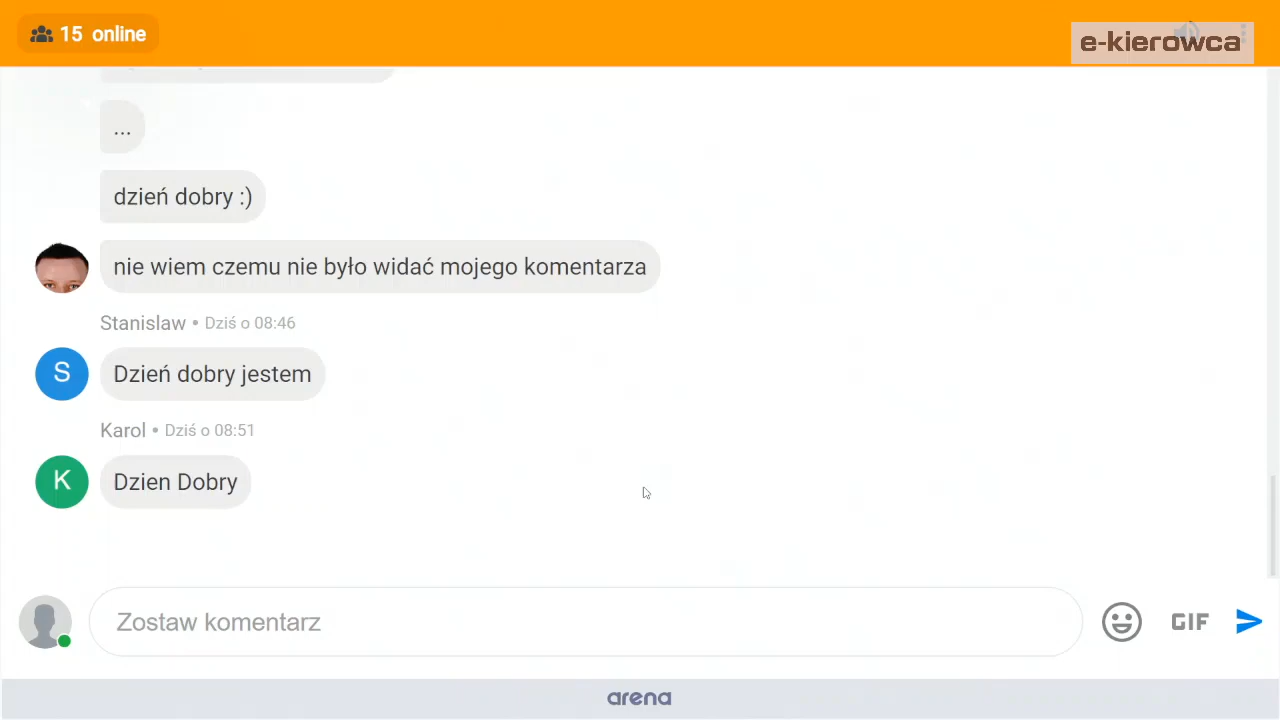 15 online
e-kierowca
...
dzień dobry :)
nie wiem czemu nie było widać mojego komentarza
Stanislaw • Dziś o 08:46
S
Dzień dobry jestem
Karol • Dziś o 08:51
K
Dzien Dobry
Zostaw komentarz
GIF
arena